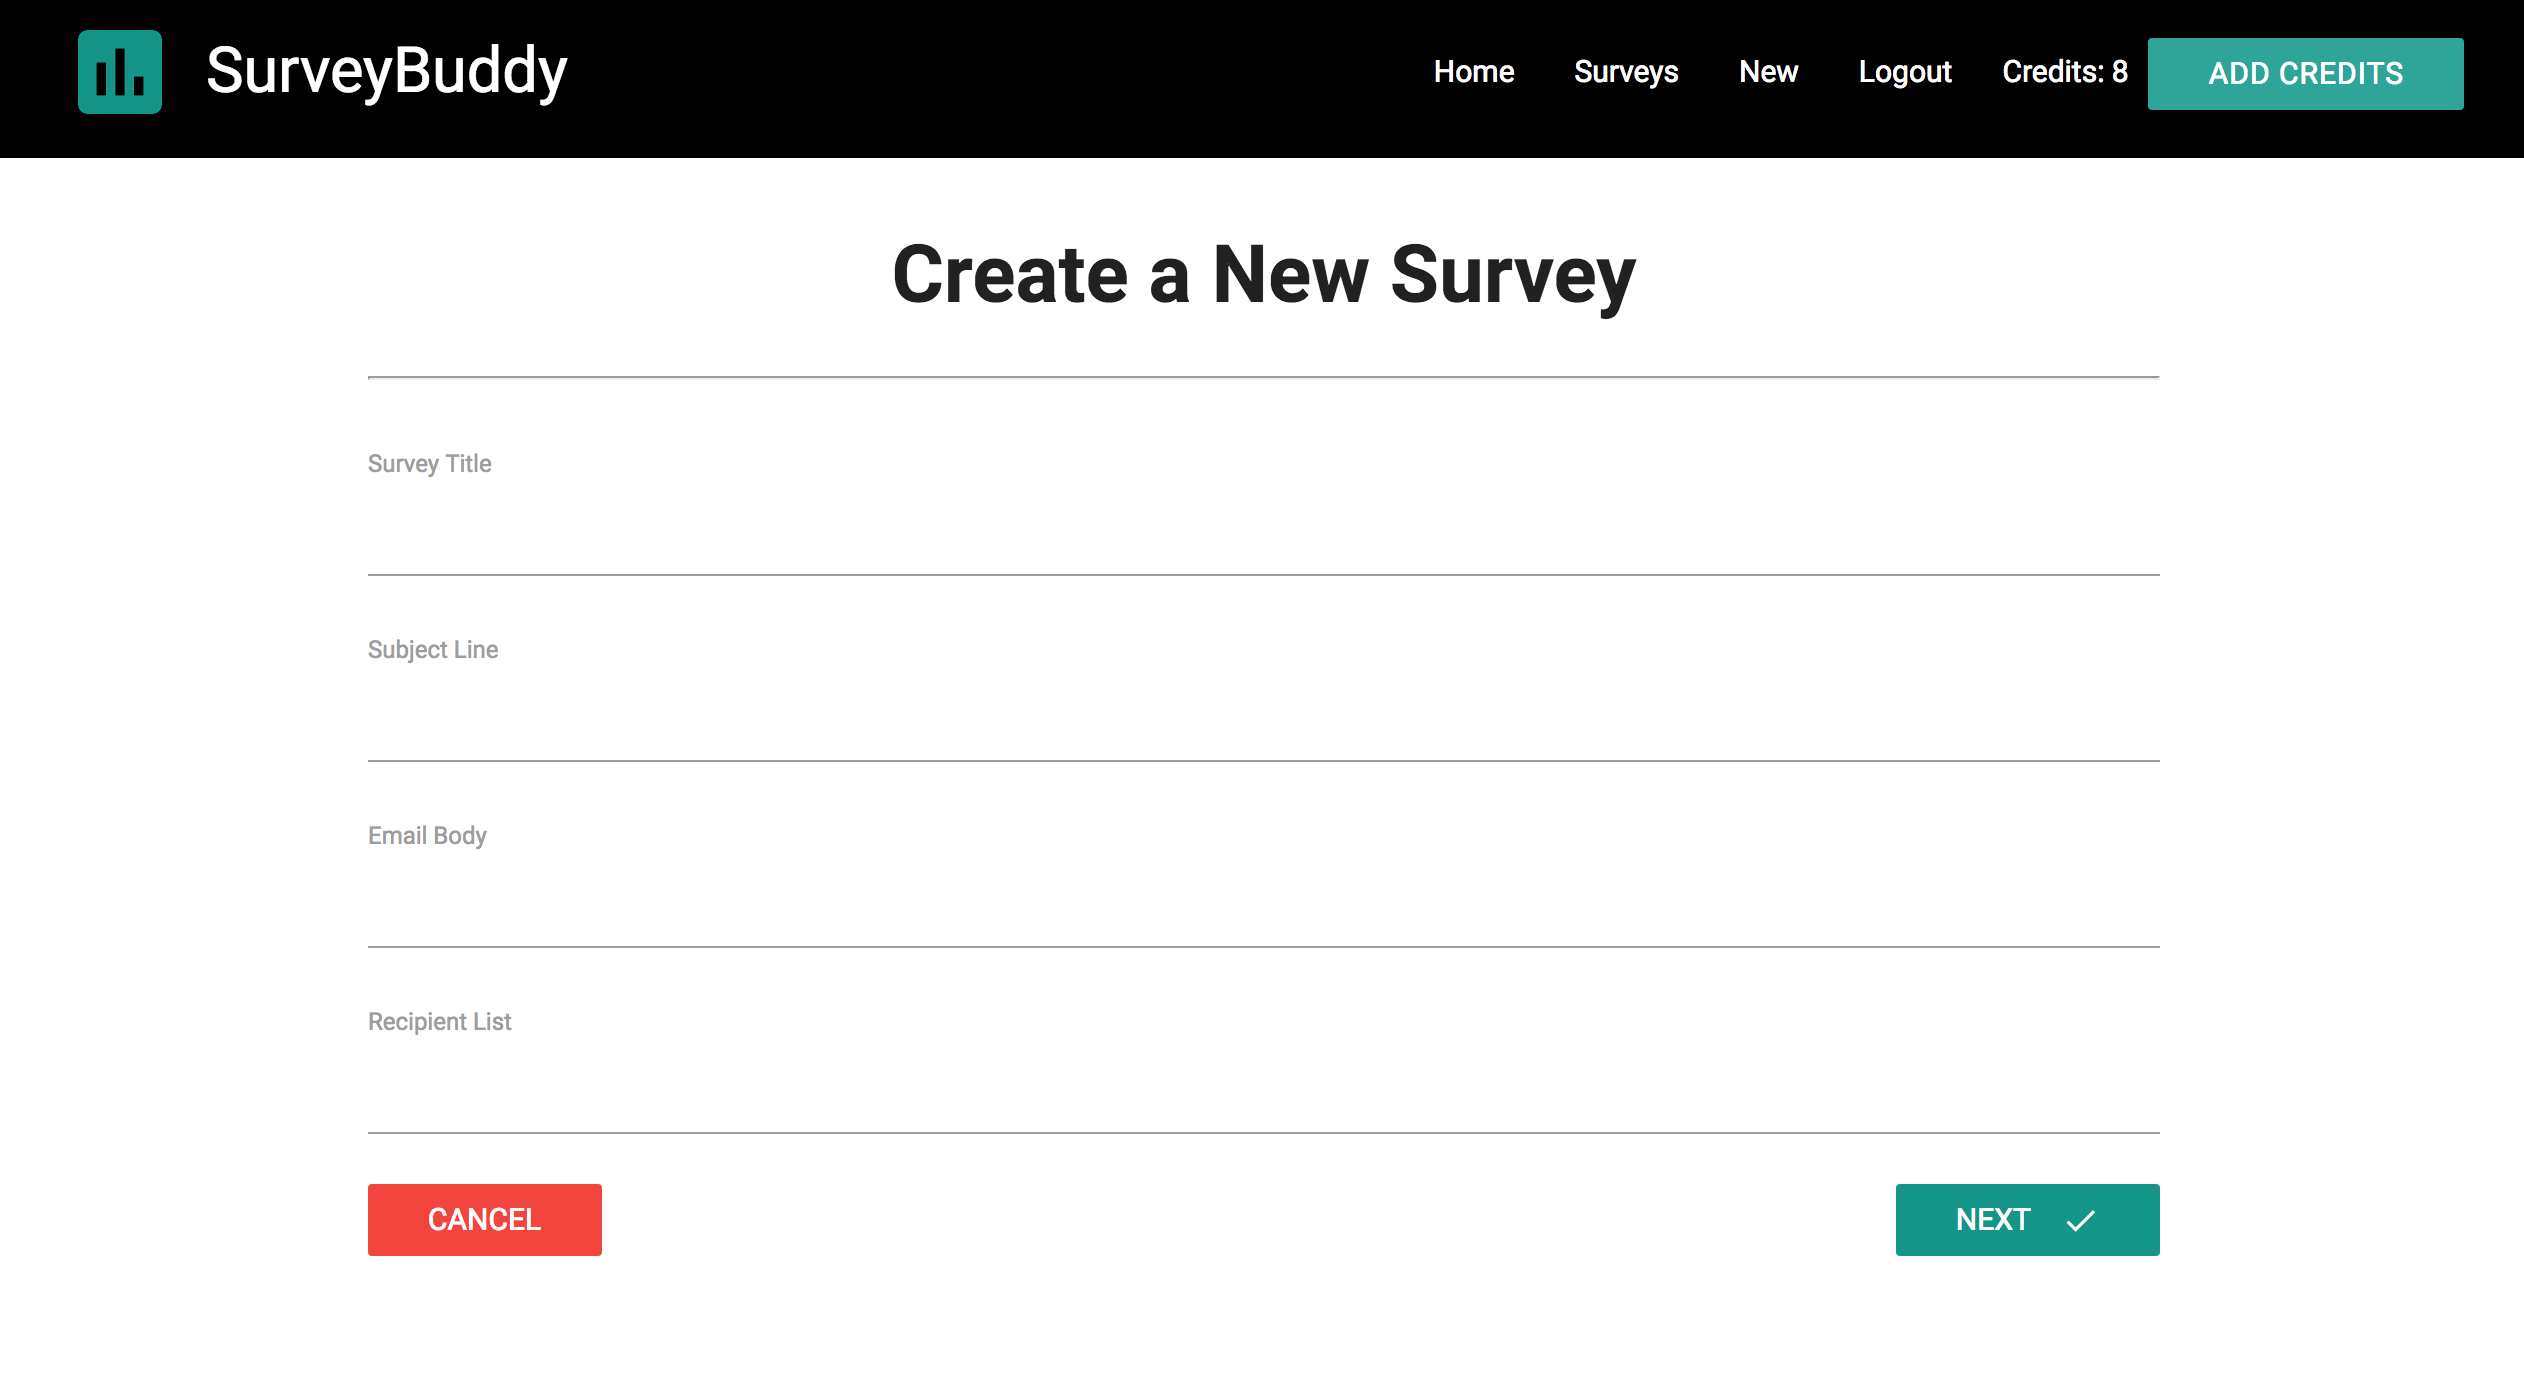 SurveyBuddy
Home Surveys New Logout Credits: 8 ADD CREDITS
Create a New Survey
Survey Title
Subject Line
Email Body
Recipient List
CANCEL NEXT